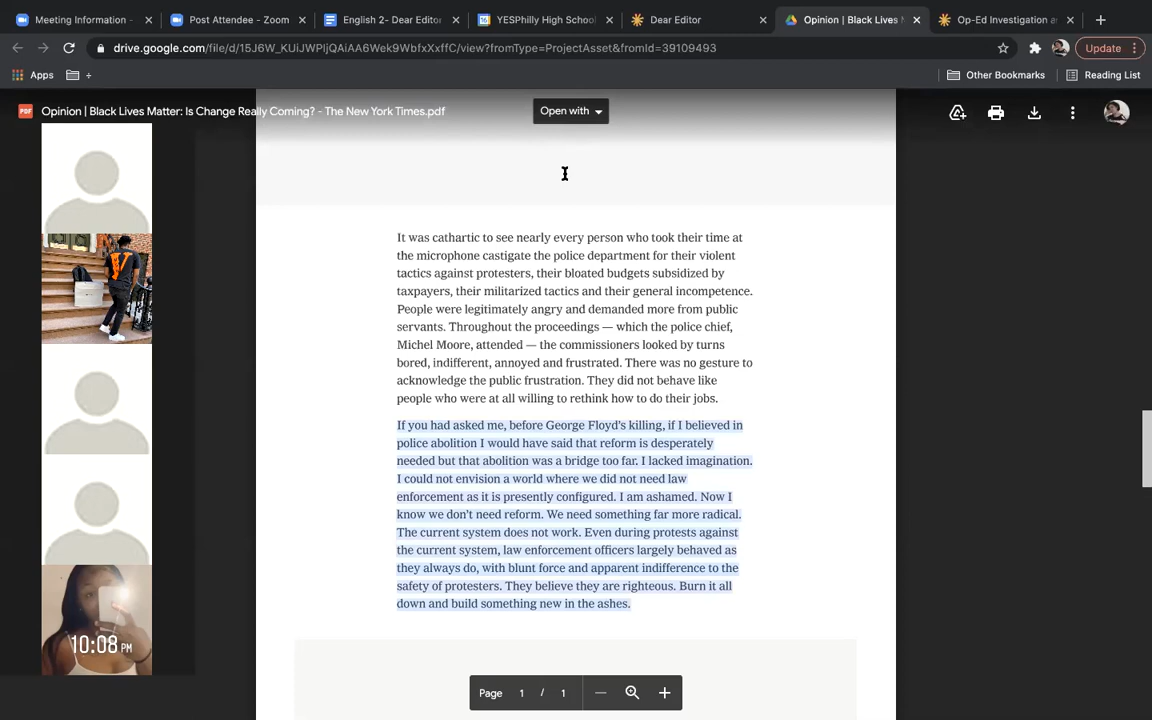 Meeting Information -
Post Attendee - Zoom
English 2- Dear Editor
YESPhilly High School
Dear Editor
Opinion | Black Lives M
Op-Ed Investigation a
drive.google.com/file/d/15J6W_KUiJWPljQAiAA6Wek9WbfxXxffC/view?fromType=ProjectAsset&fromId=39109493
Update
Apps
+
Other Bookmarks
Reading List
PDF
Opinion | Black Lives Matter: Is Change Really Coming? - The New York Times.pdf
Open with
It was cathartic to see nearly every person who took their time at
the microphone castigate the police department for their violent
tactics against protesters, their bloated budgets subsidized by
taxpayers, their militarized tactics and their general incompetence.
People were legitimately angry and demanded more from public
servants. Throughout the proceedings — which the police chief,
Michel Moore, attended — the commissioners looked by turns
bored, indifferent, annoyed and frustrated. There was no gesture to
acknowledge the public frustration. They did not behave like
people who were at all willing to rethink how to do their jobs.
If you had asked me, before George Floyd's killing, if I believed in
police abolition I would have said that reform is desperately
needed but that abolition was a bridge too far. I lacked imagination.
I could not envision a world where we did not need law
enforcement as it is presently configured. I am ashamed. Now I
know we don't need reform. We need something far more radical.
The current system does not work. Even during protests against
the current system, law enforcement officers largely behaved as
they always do, with blunt force and apparent indifference to the
safety of protesters. They believe they are righteous. Burn it all
down and build something new in the ashes.
10:08 PM
Page 1 / 1